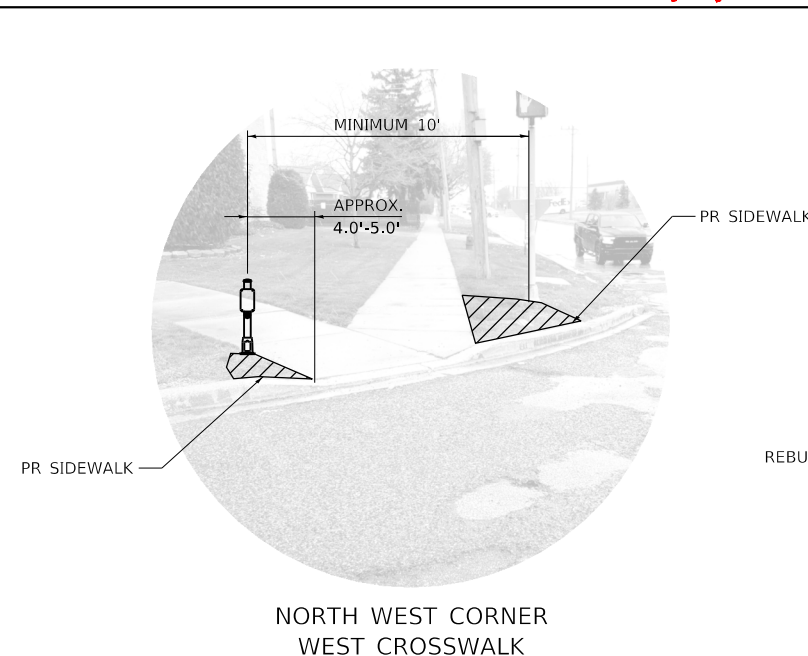 MINIMUM 10'
APPROX.
4.0'-5.0'
PR SIDEWALK
PR SIDEWALK
REBU
NORTH WEST CORNER
WEST CROSSWALK